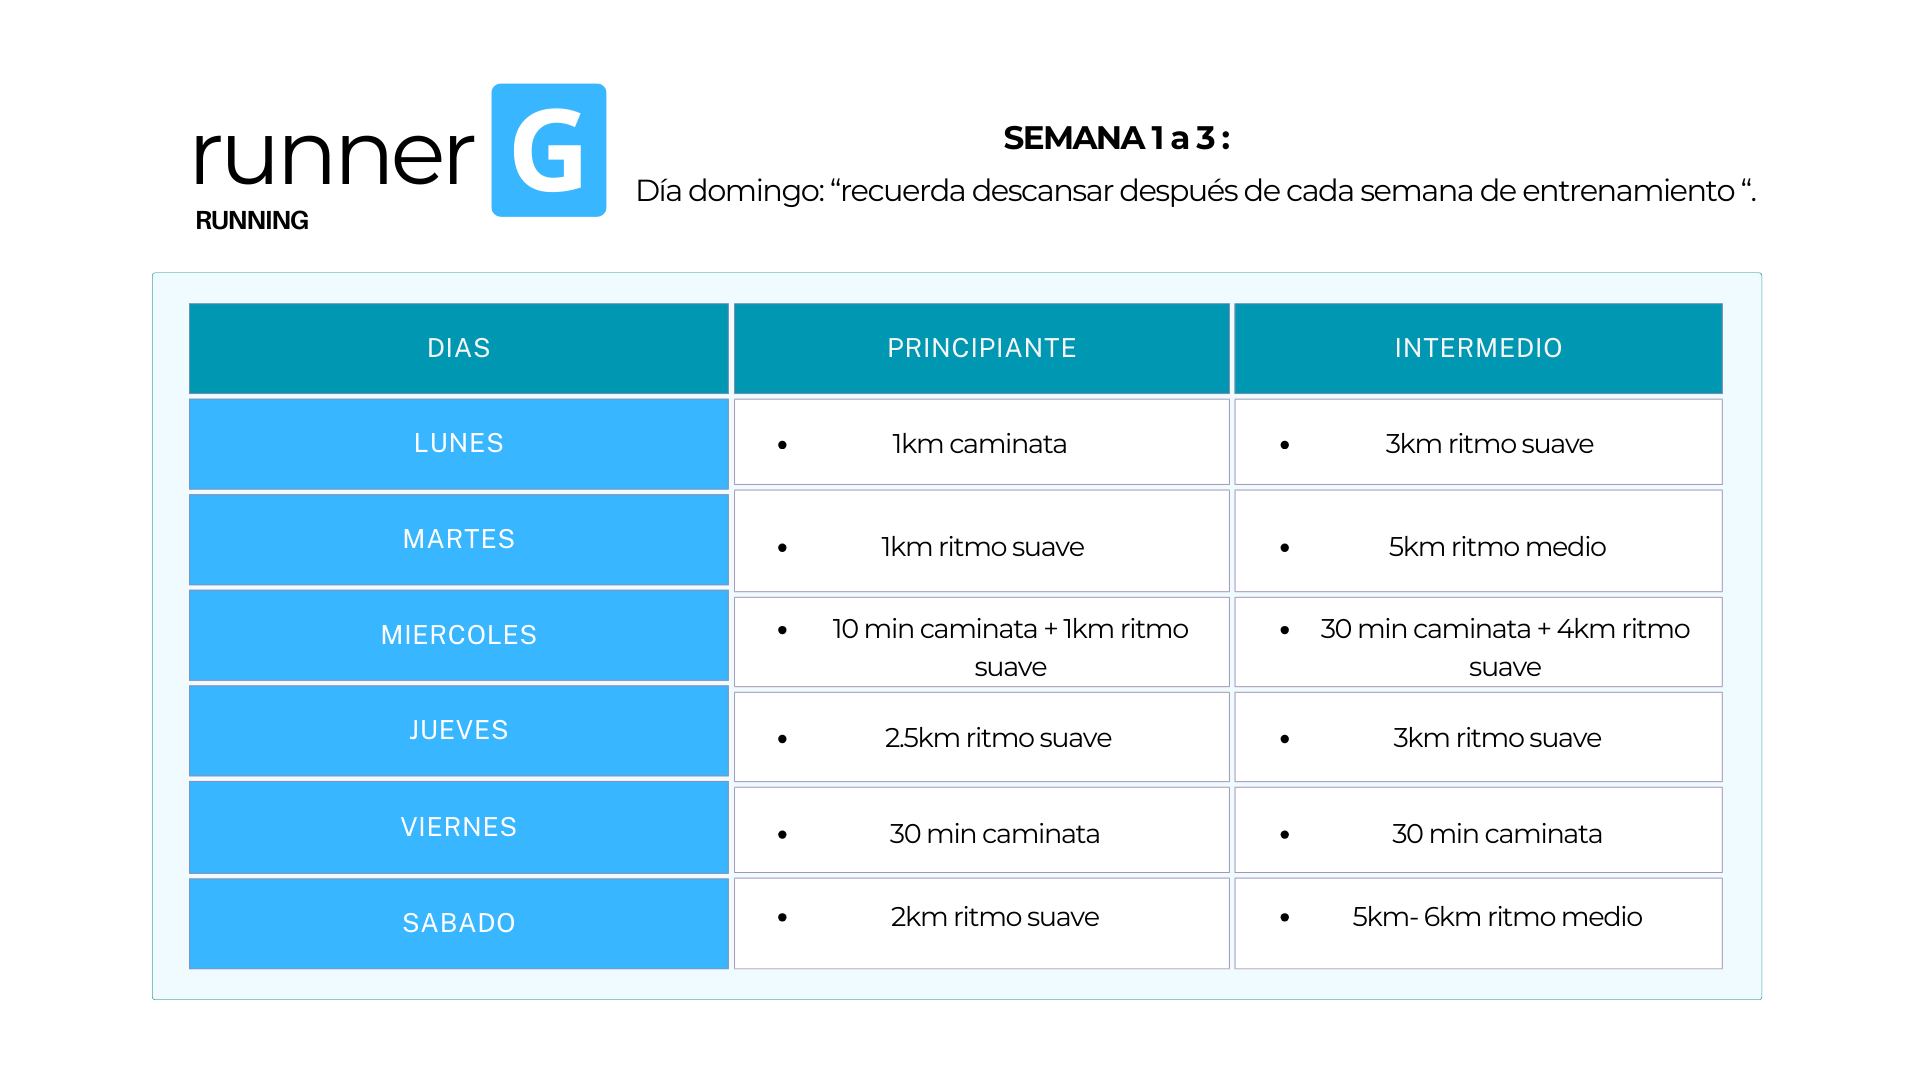 runner G
RUNNING
SEMANA 1 a 3 :
Día domingo: “recuerda descansar después de cada semana de entrenamiento “.
DIAS PRINCIPIANTE INTERMEDIO
LUNES • 1km caminata • 3km ritmo suave
MARTES • 1km ritmo suave • 5km ritmo medio
MIERCOLES • 10 min caminata + 1km ritmo suave • 30 min caminata + 4km ritmo suave
JUEVES • 2.5km ritmo suave • 3km ritmo suave
VIERNES • 30 min caminata • 30 min caminata
SABADO • 2km ritmo suave • 5km- 6km ritmo medio